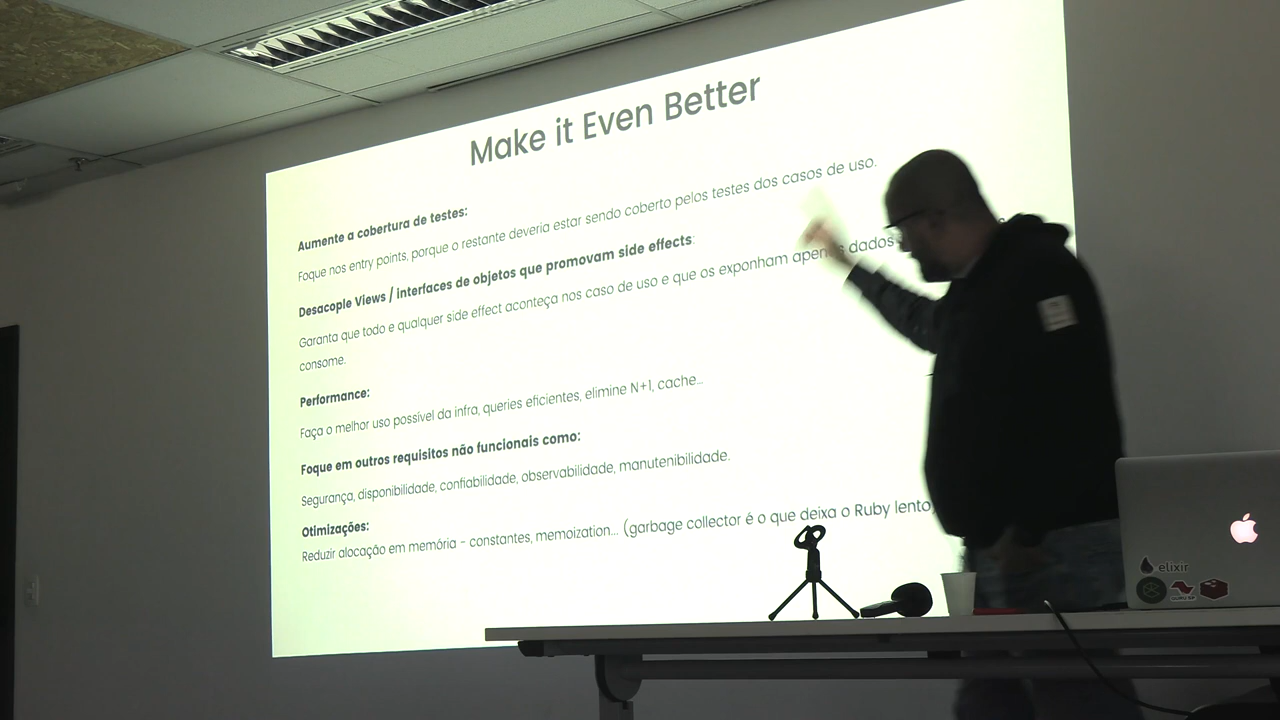 Make it Even Better
Aumente a cobertura de testes:
Foque nos entry points, porque o restante deveria estar sendo coberto pelos testes dos casos de uso.
Desacople Views / interfaces de objetos que promovam side effects:
Garanta que todo e qualquer side effect aconteça nos caso de uso e que os exponham apenas dados
consome.
Performance:
Faça o melhor uso possível da infra, queries eficientes, elimine N+1, cache...
Foque em outros requisitos não funcionais como:
Segurança, disponibilidade, confiabilidade, observabilidade, manutenibilidade.
Otimizações:
Reduzir alocação em memória - constantes, memoization... (garbage collector é o que deixa o Ruby lento)
elixir
GURU SP